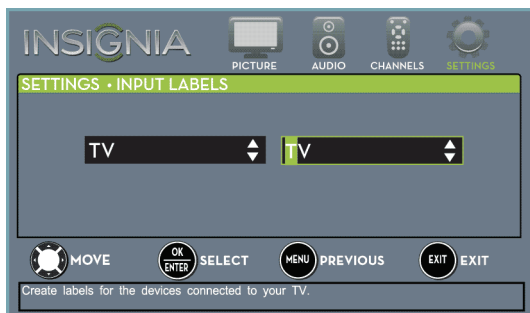 INSIGNIA
PICTURE AUDIO CHANNELS SETTINGS
SETTINGS • INPUT LABELS
TV TV
MOVE OK ENTER SELECT MENU PREVIOUS EXIT EXIT
Create labels for the devices connected to your TV.